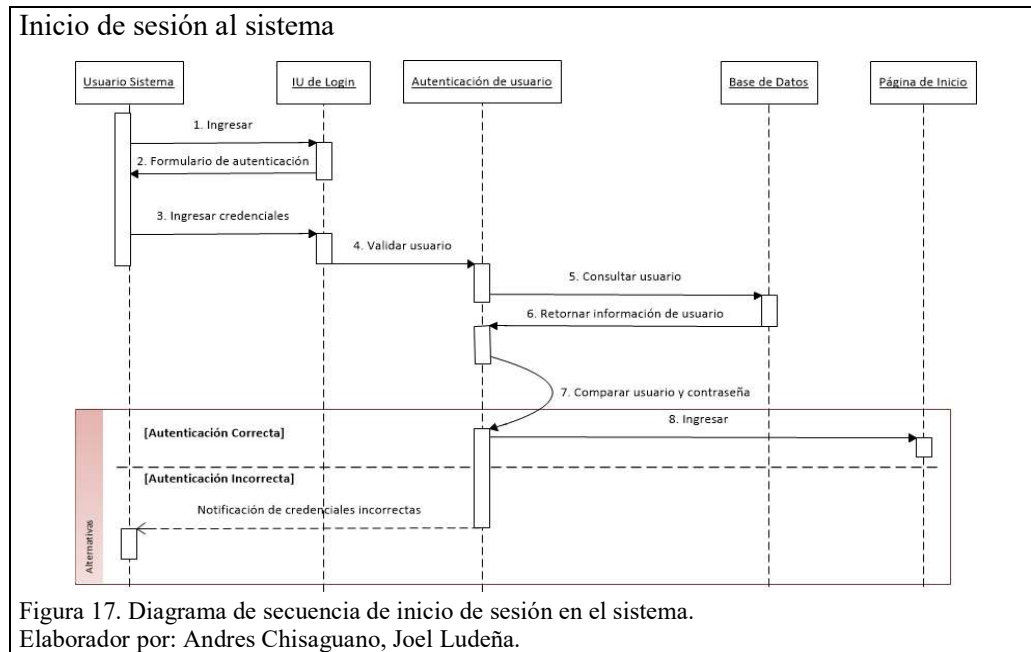 Inicio de sesión al sistema
Usuario Sistema
IU de Login
Autenticación de usuario
Base de Datos
Página de Inicio
1. Ingresar
2. Formulario de autenticación
3. Ingresar credenciales
4. Validar usuario
5. Consultar usuario
6. Retornar información de usuario
7. Comparar usuario y contraseña
8. Ingresar
[Autenticación Correcta]
[Autenticación Incorrecta]
Notificación de credenciales incorrectas
Alternativas
Figura 17. Diagrama de secuencia de inicio de sesión en el sistema.
Elaborador por: Andres Chisaguano, Joel Ludeña.